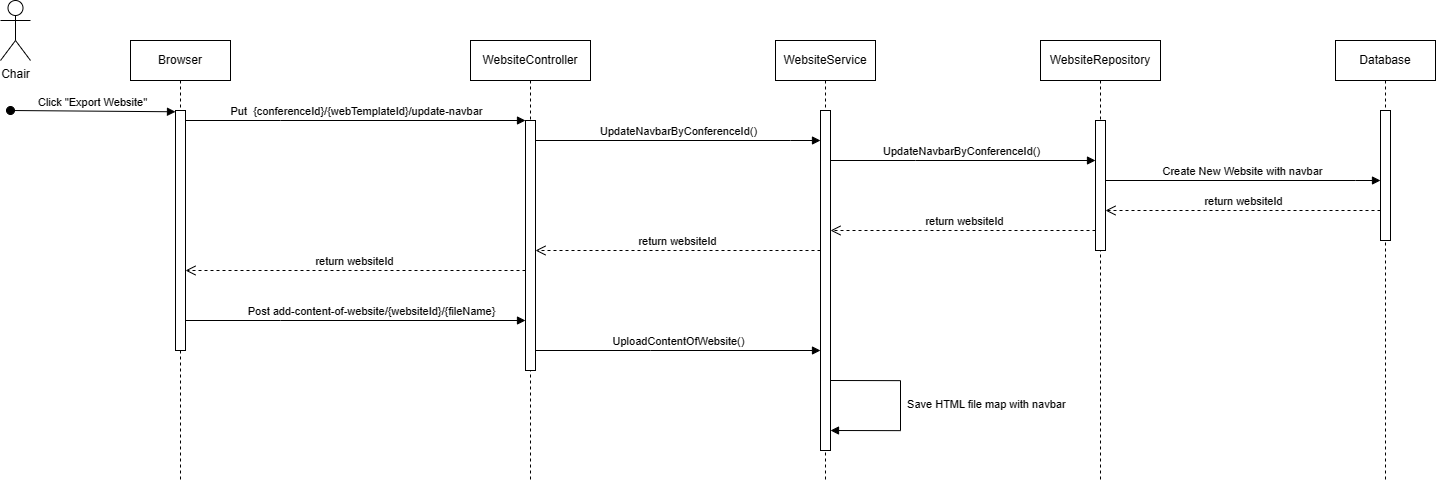 Chair
Browser
WebsiteController
WebsiteService
WebsiteRepository
Database
Click "Export Website"
Put {conferenceId}/{webTemplateId}/update-navbar
UpdateNavbarByConferenceId()
UpdateNavbarByConferenceId()
Create New Website with navbar
return websiteId
return websiteId
return websiteId
return websiteId
Post add-content-of-website/{websiteId}/{fileName}
UploadContentOfWebsite()
Save HTML file map with navbar